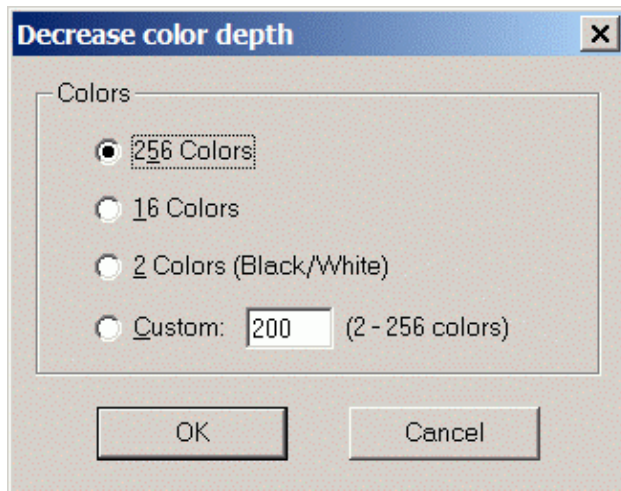 Decrease color depth
Colors
256 Colors
16 Colors
2 Colors (Black/White)
Custom: 200 (2 - 256 colors)
OK Cancel